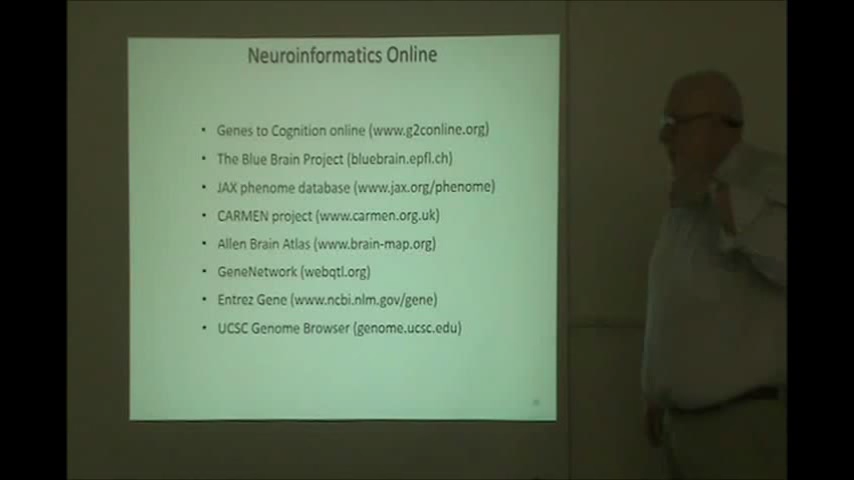 Neuroinformatics Online
• Genes to Cognition online (www.g2conline.org)
• The Blue Brain Project (bluebrain.epfl.ch)
• JAX phenome database (www.jax.org/phenome)
• CARMEN project (www.carmen.org.uk)
• Allen Brain Atlas (www.brain-map.org)
• GeneNetwork (webqtl.org)
• Entrez Gene (www.ncbi.nlm.gov/gene)
• UCSC Genome Browser (genome.ucsc.edu)